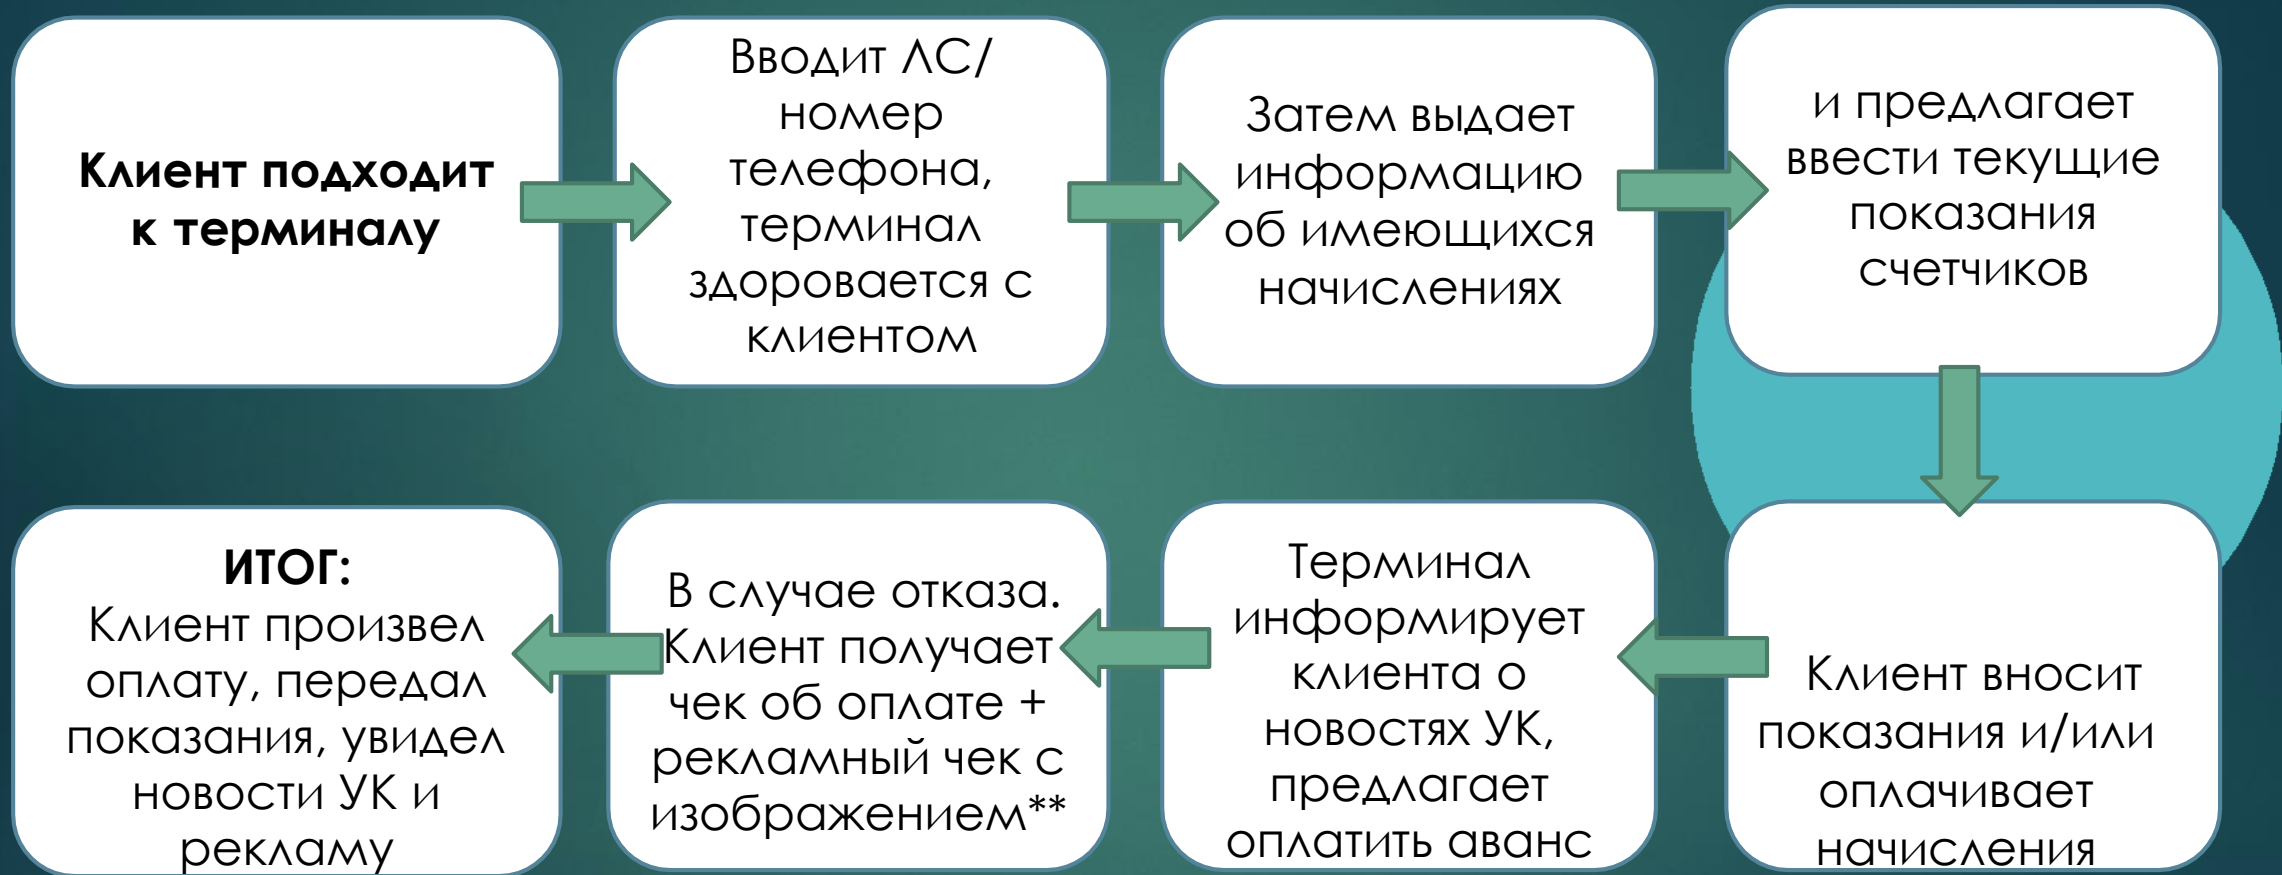 Клиент подходит
к терминалу
Вводит ЛС/
номер
телефона,
терминал
здоровается с
клиентом
Затем выдает
информацию
об имеющихся
начислениях
и предлагает
ввести текущие
показания
счетчиков
Клиент вносит
показания и/или
оплачивает
начисления
Терминал
информирует
клиента о
новостях УК,
предлагает
оплатить аванс
В случае отказа.
Клиент получает
чек об оплате +
рекламный чек с
изображением**
ИТОГ:
Клиент произвел
оплату, передал
показания, увидел
новости УК и
рекламу